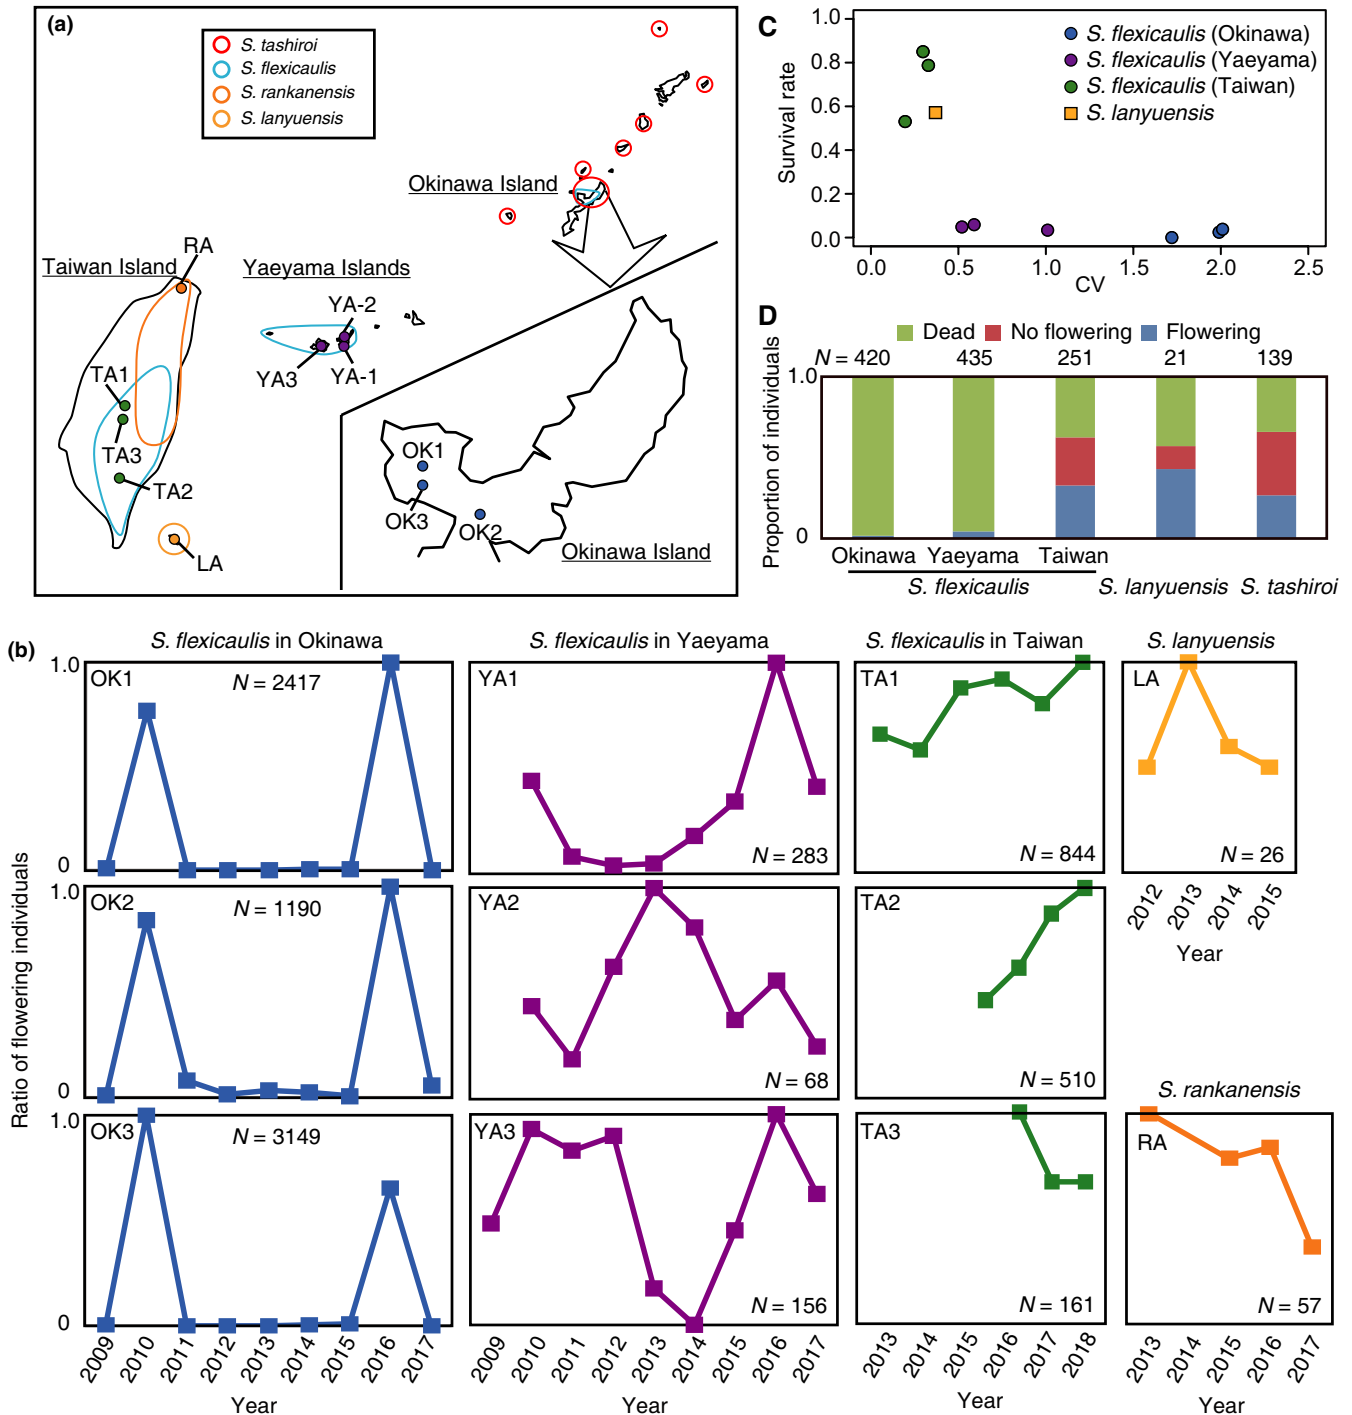 (a)
S. tashiroi
S. flexicaulis
S. rankanensis
S. lanyuensis
Okinawa Island
RA
Taiwan Island
Yaeyama Islands
YA-2
YA3
YA-1
TA1
TA3
TA2
LA
OK1
OK3
OK2
Okinawa Island
C
S. flexicaulis (Okinawa)
S. flexicaulis (Yaeyama)
S. flexicaulis (Taiwan)
S. lanyuensis
Survival rate
1.0
0.8
0.6
0.4
0.2
0.0
0.0 0.5 1.0 1.5 2.0 2.5
CV
D
Dead No flowering Flowering
N = 420 435 251 21 139
Proportion of individuals
1.0
0
Okinawa Yaeyama Taiwan
S. flexicaulis S. lanyuensis S. tashiroi
(b)
S. flexicaulis in Okinawa
S. flexicaulis in Yaeyama
S. flexicaulis in Taiwan
S. lanyuensis
Ratio of flowering individuals
1.0
0
OK1
N = 2417
YA1
N = 283
TA1
N = 844
LA
N = 26
2012 2013 2014 2015
Year
1.0
0
OK2
N = 1190
YA2
N = 68
TA2
N = 510
S. rankanensis
1.0
0
OK3
N = 3149
YA3
N = 156
TA3
N = 161
RA
N = 57
2009 2010 2011 2012 2013 2014 2015 2016 2017
Year
2009 2010 2011 2012 2013 2014 2015 2016 2017
Year
2013 2014 2015 2016 2017 2018
Year
2013 2014 2015 2016 2017
Year